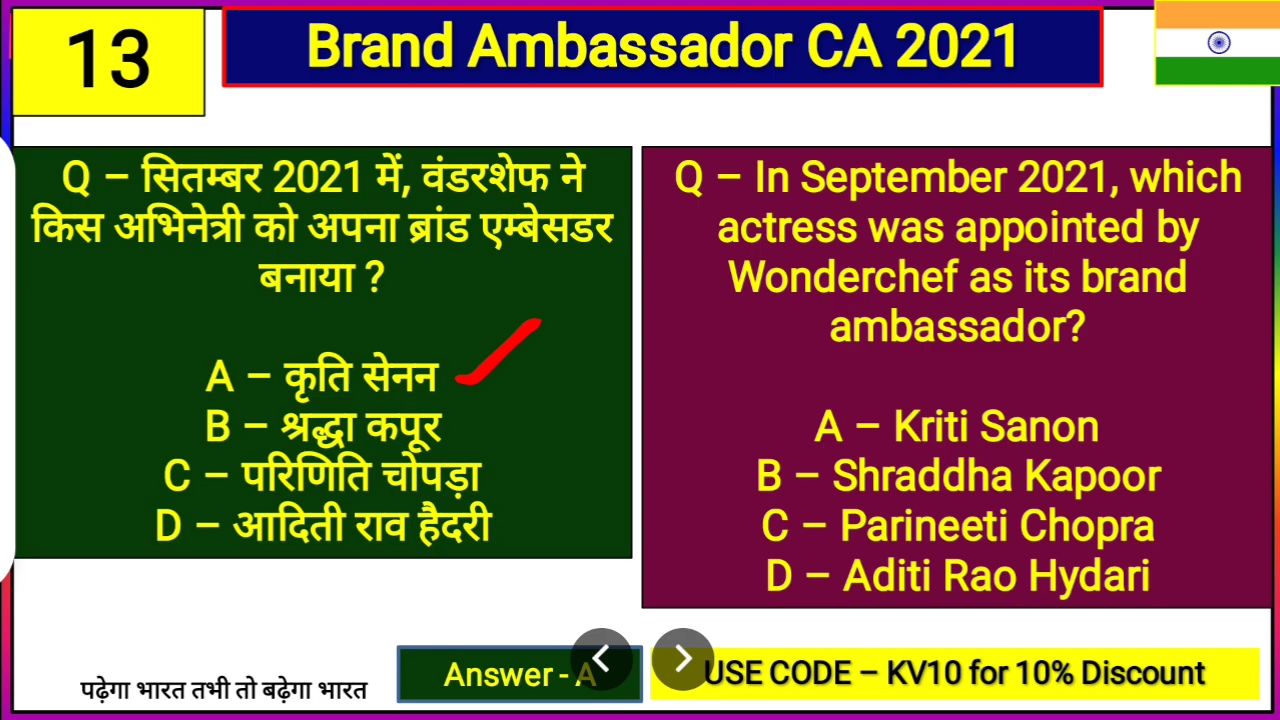 13
Brand Ambassador CA 2021
Q – सितम्बर 2021 में, वंडरशेफ ने
किस अभिनेत्री को अपना ब्रांड एम्बेसडर
बनाया ?
A – कृति सेनन
B – श्रद्धा कपूर
C – परिणिति चोपड़ा
D – आदिती राव हैदरी
Q – In September 2021, which
actress was appointed by
Wonderchef as its brand
ambassador?
A – Kriti Sanon
B – Shraddha Kapoor
C – Parineeti Chopra
D – Aditi Rao Hydari
पढ़ेगा भारत तभी तो बढ़ेगा भारत
Answer - A
USE CODE – KV10 for 10% Discount